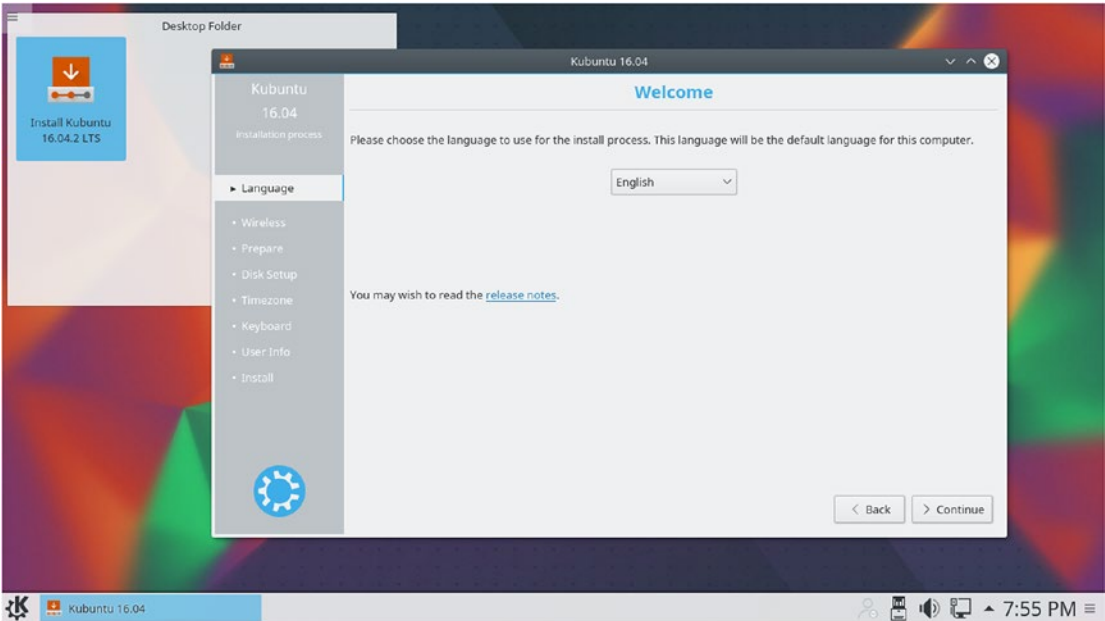 Desktop Folder
Install Kubuntu
16.04.2 LTS
Kubuntu 16.04
Kubuntu
16.04
Installation process
Language
Wireless
Prepare
Disk Setup
Timezone
Keyboard
User Info
Install
Welcome
Please choose the language to use for the install process. This language will be the default language for this computer.
English
You may wish to read the release notes.
Back
Continue
Kubuntu 16.04
7:55 PM